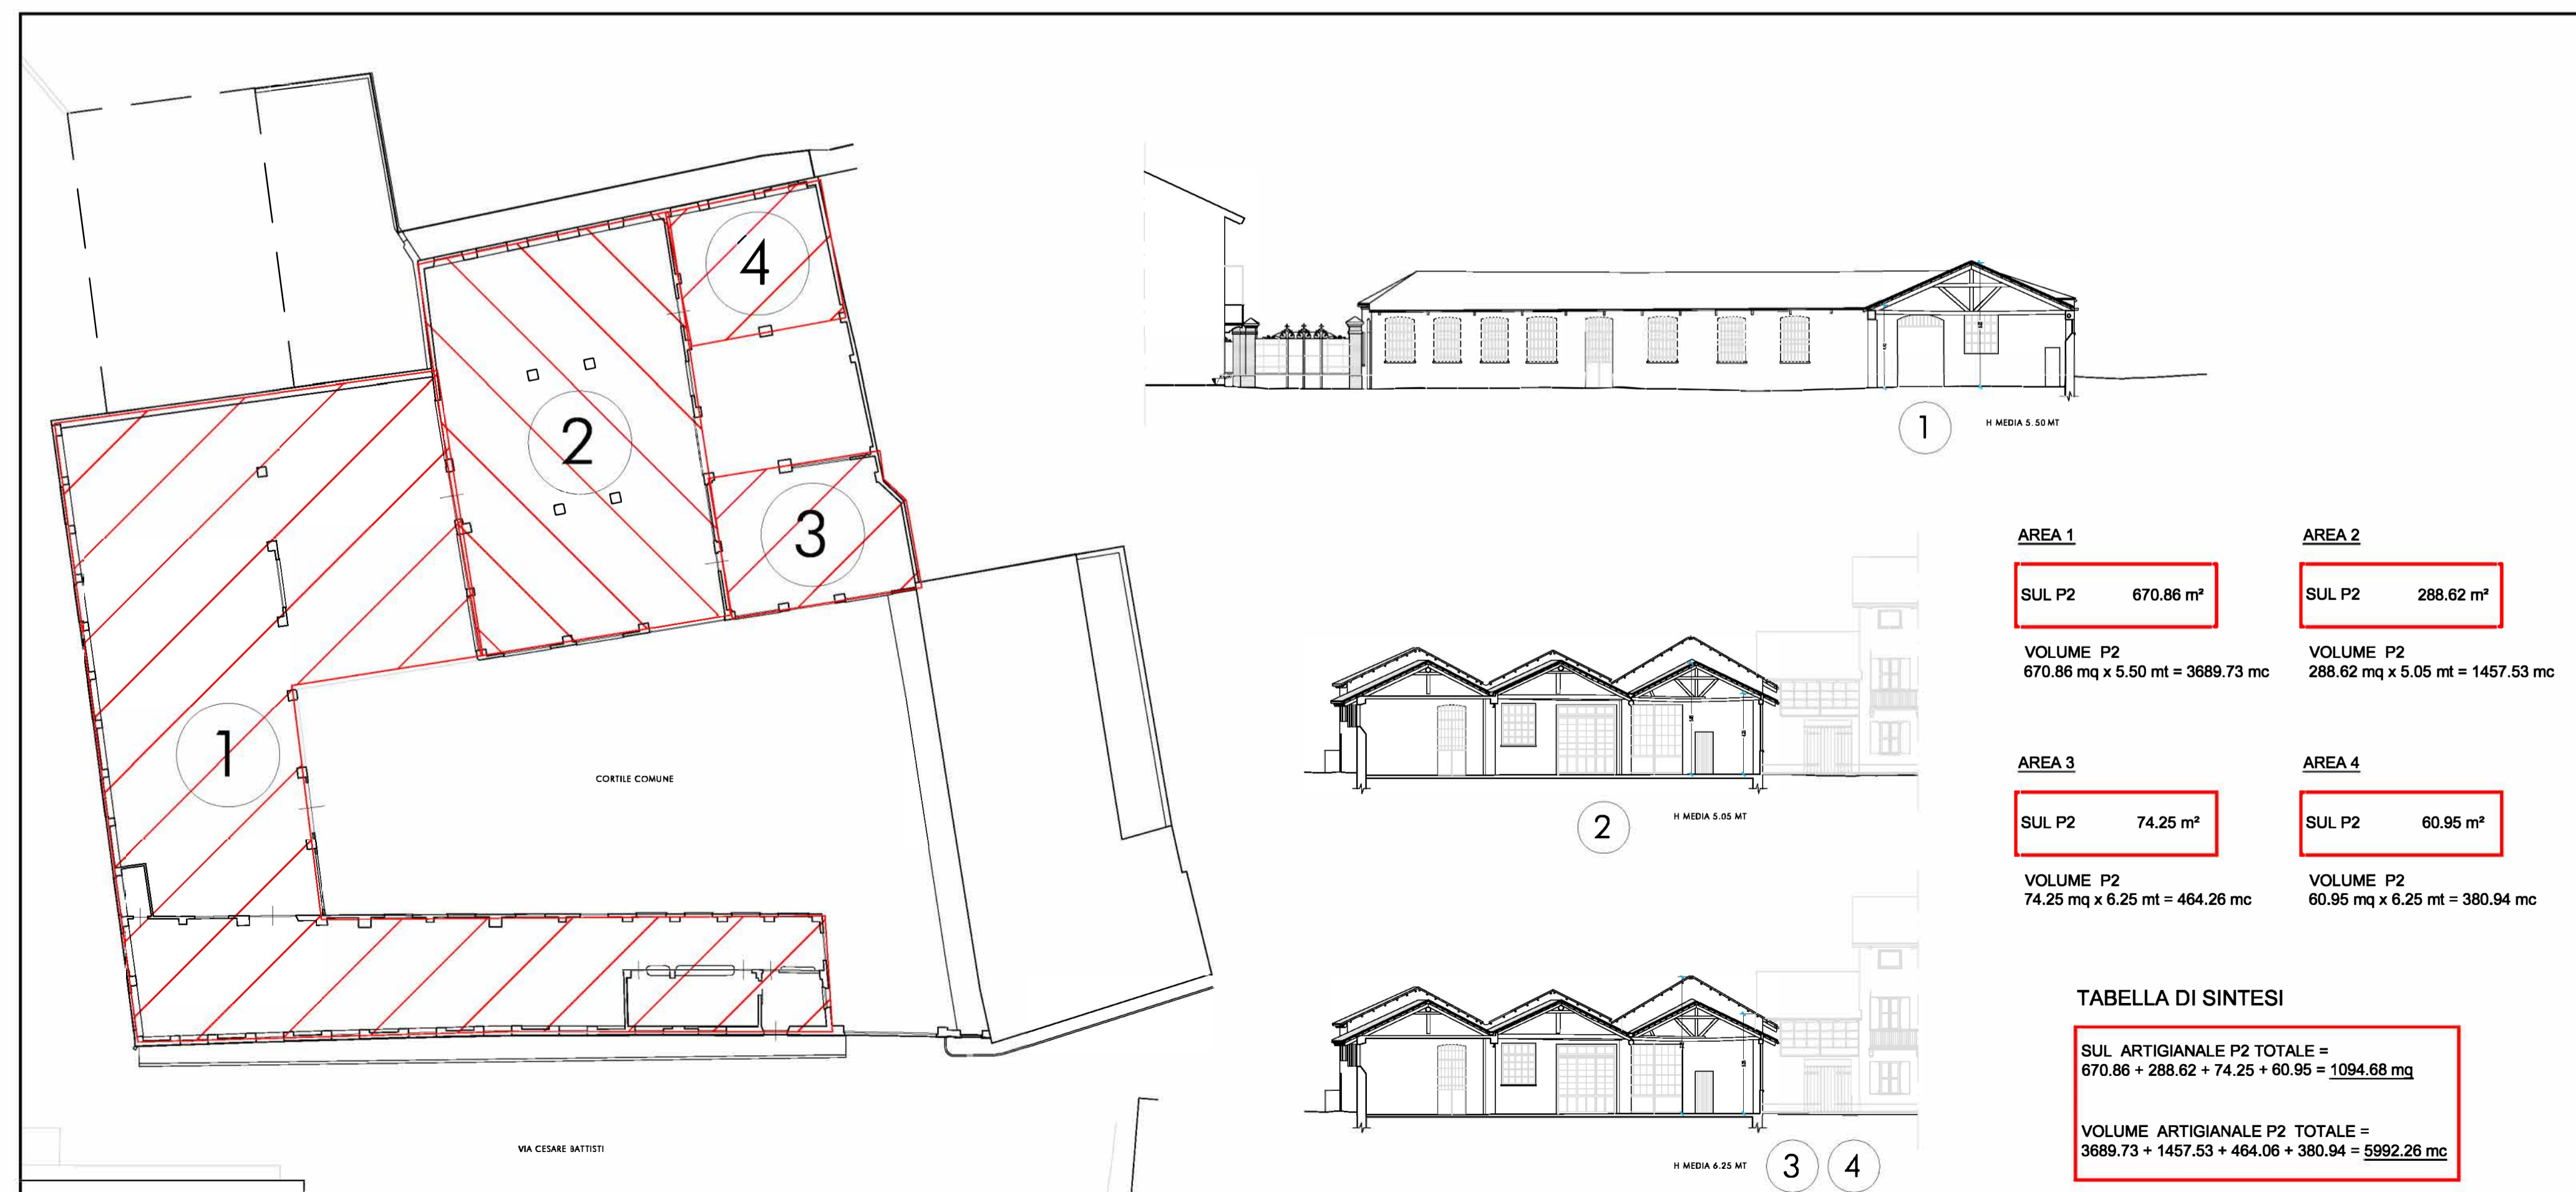 4
2
3
1
CORTILE COMUNE
VIA CESARE BATTISTI
1
H MEDIA 5.50 MT
2
H MEDIA 5.05 MT
H MEDIA 6.25 MT
3
4
AREA 1
SUL P2 670.86 m²
VOLUME P2
670.86 mq x 5.50 mt = 3689.73 mc
AREA 2
SUL P2 288.62 m²
VOLUME P2
288.62 mq x 5.05 mt = 1457.53 mc
AREA 3
SUL P2 74.25 m²
VOLUME P2
74.25 mq x 6.25 mt = 464.26 mc
AREA 4
SUL P2 60.95 m²
VOLUME P2
60.95 mq x 6.25 mt = 380.94 mc
TABELLA DI SINTESI
SUL ARTIGIANALE P2 TOTALE =
670.86 + 288.62 + 74.25 + 60.95 = 1094.68 mq
VOLUME ARTIGIANALE P2 TOTALE =
3689.73 + 1457.53 + 464.06 + 380.94 = 5992.26 mc